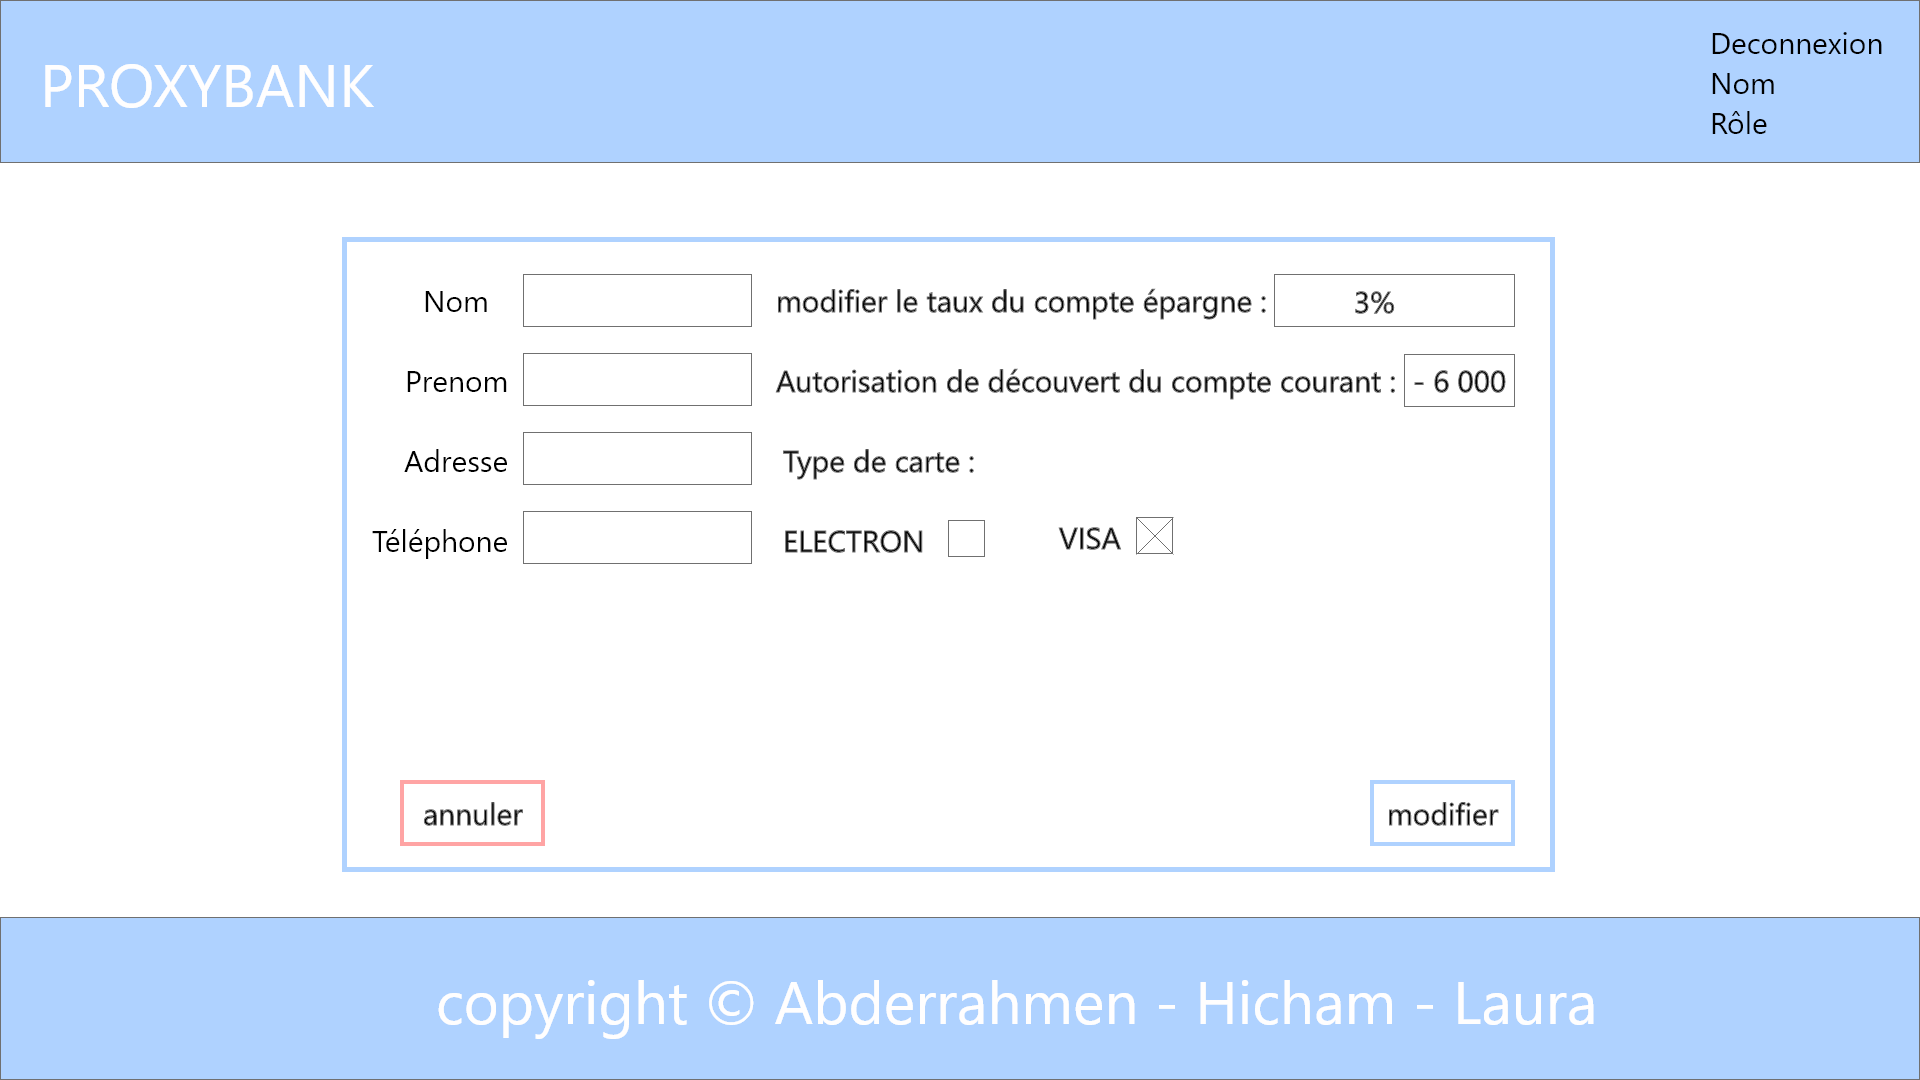 PROXYBANK
Deconnexion
Nom
Rôle
Nom
modifier le taux du compte épargne : 3%
Prenom
Autorisation de découvert du compte courant : - 6 000
Adresse
Type de carte :
Téléphone
ELECTRON
VISA
annuler
modifier
copyright © Abderrahmen - Hicham - Laura